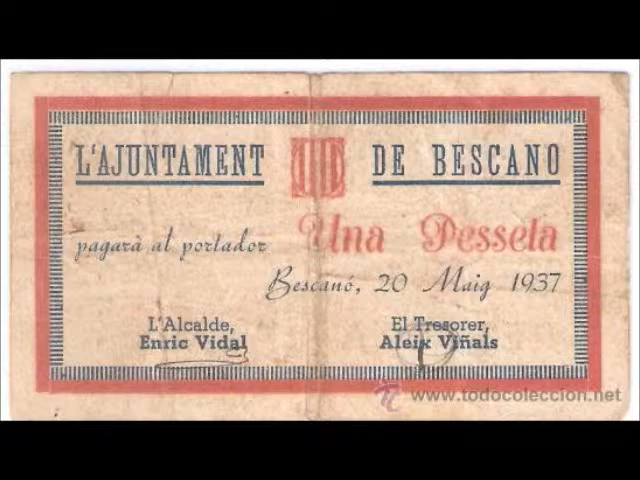 L'AJUNTAMENT DE BESCANO
pagarà al portador Una Pesseta
Bescanó, 20 Maig 1937
L'Alcalde, El Tresorer,
Enric Vidal Aleix Viñals
www.todocoleccion.net